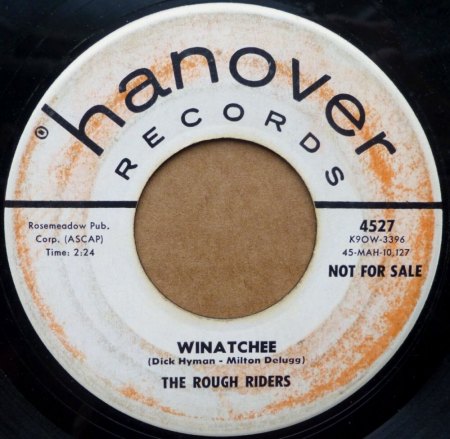 hanover
®
RECORDS
Rosemeadow Pub.
Corp. (ASCAP)
Time: 2:24
4527
K9OW-3396
45-MAH-10,127
NOT FOR SALE
WINATCHEE
(Dick Hyman - Milton Delugg)
THE ROUGH RIDERS